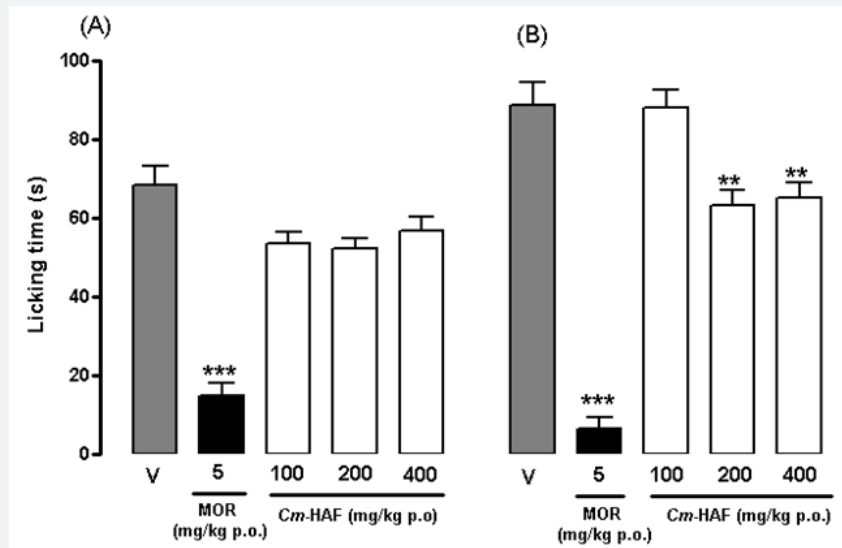 (A)
(B)
Licking time (s)
100
80
60
40
20
0
***
***
**
**
V
5
100
200
400
V
5
100
200
400
MOR
(mg/kg p.o.)
Cm-HAF (mg/kg p.o)
MOR
(mg/kg p.o.)
Cm-HAF (mg/kg p.o.)